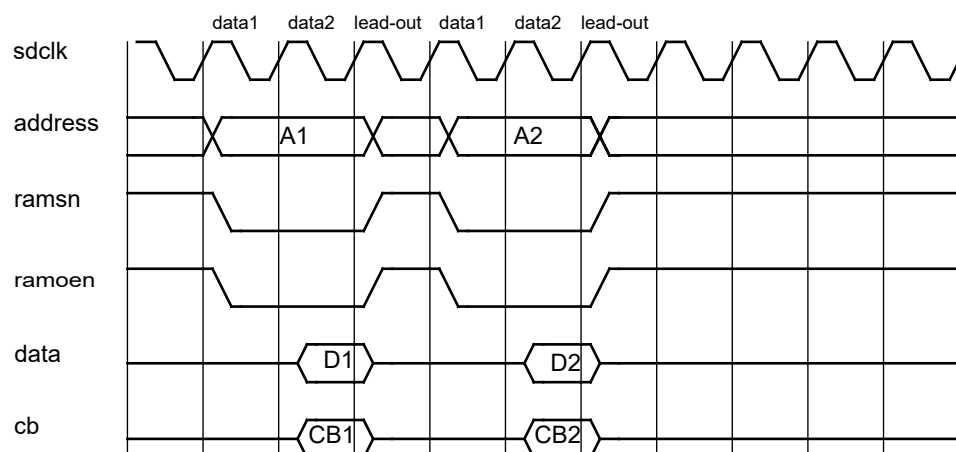 data1 data2 lead-out data1 data2 lead-out
sdclk
address A1 A2
ramsn
ramoen
data D1 D2
cb CB1 CB2